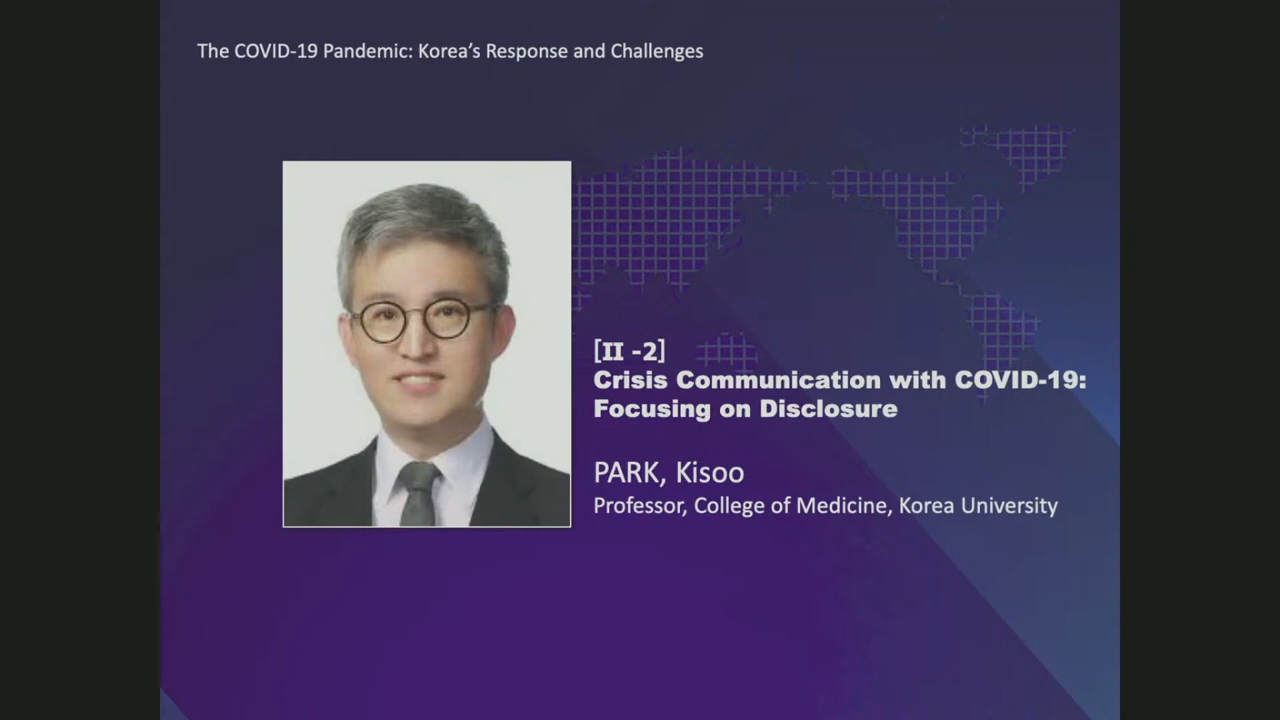 The COVID-19 Pandemic: Korea's Response and Challenges
[II -2]
Crisis Communication with COVID-19:
Focusing on Disclosure
PARK, Kisoo
Professor, College of Medicine, Korea University